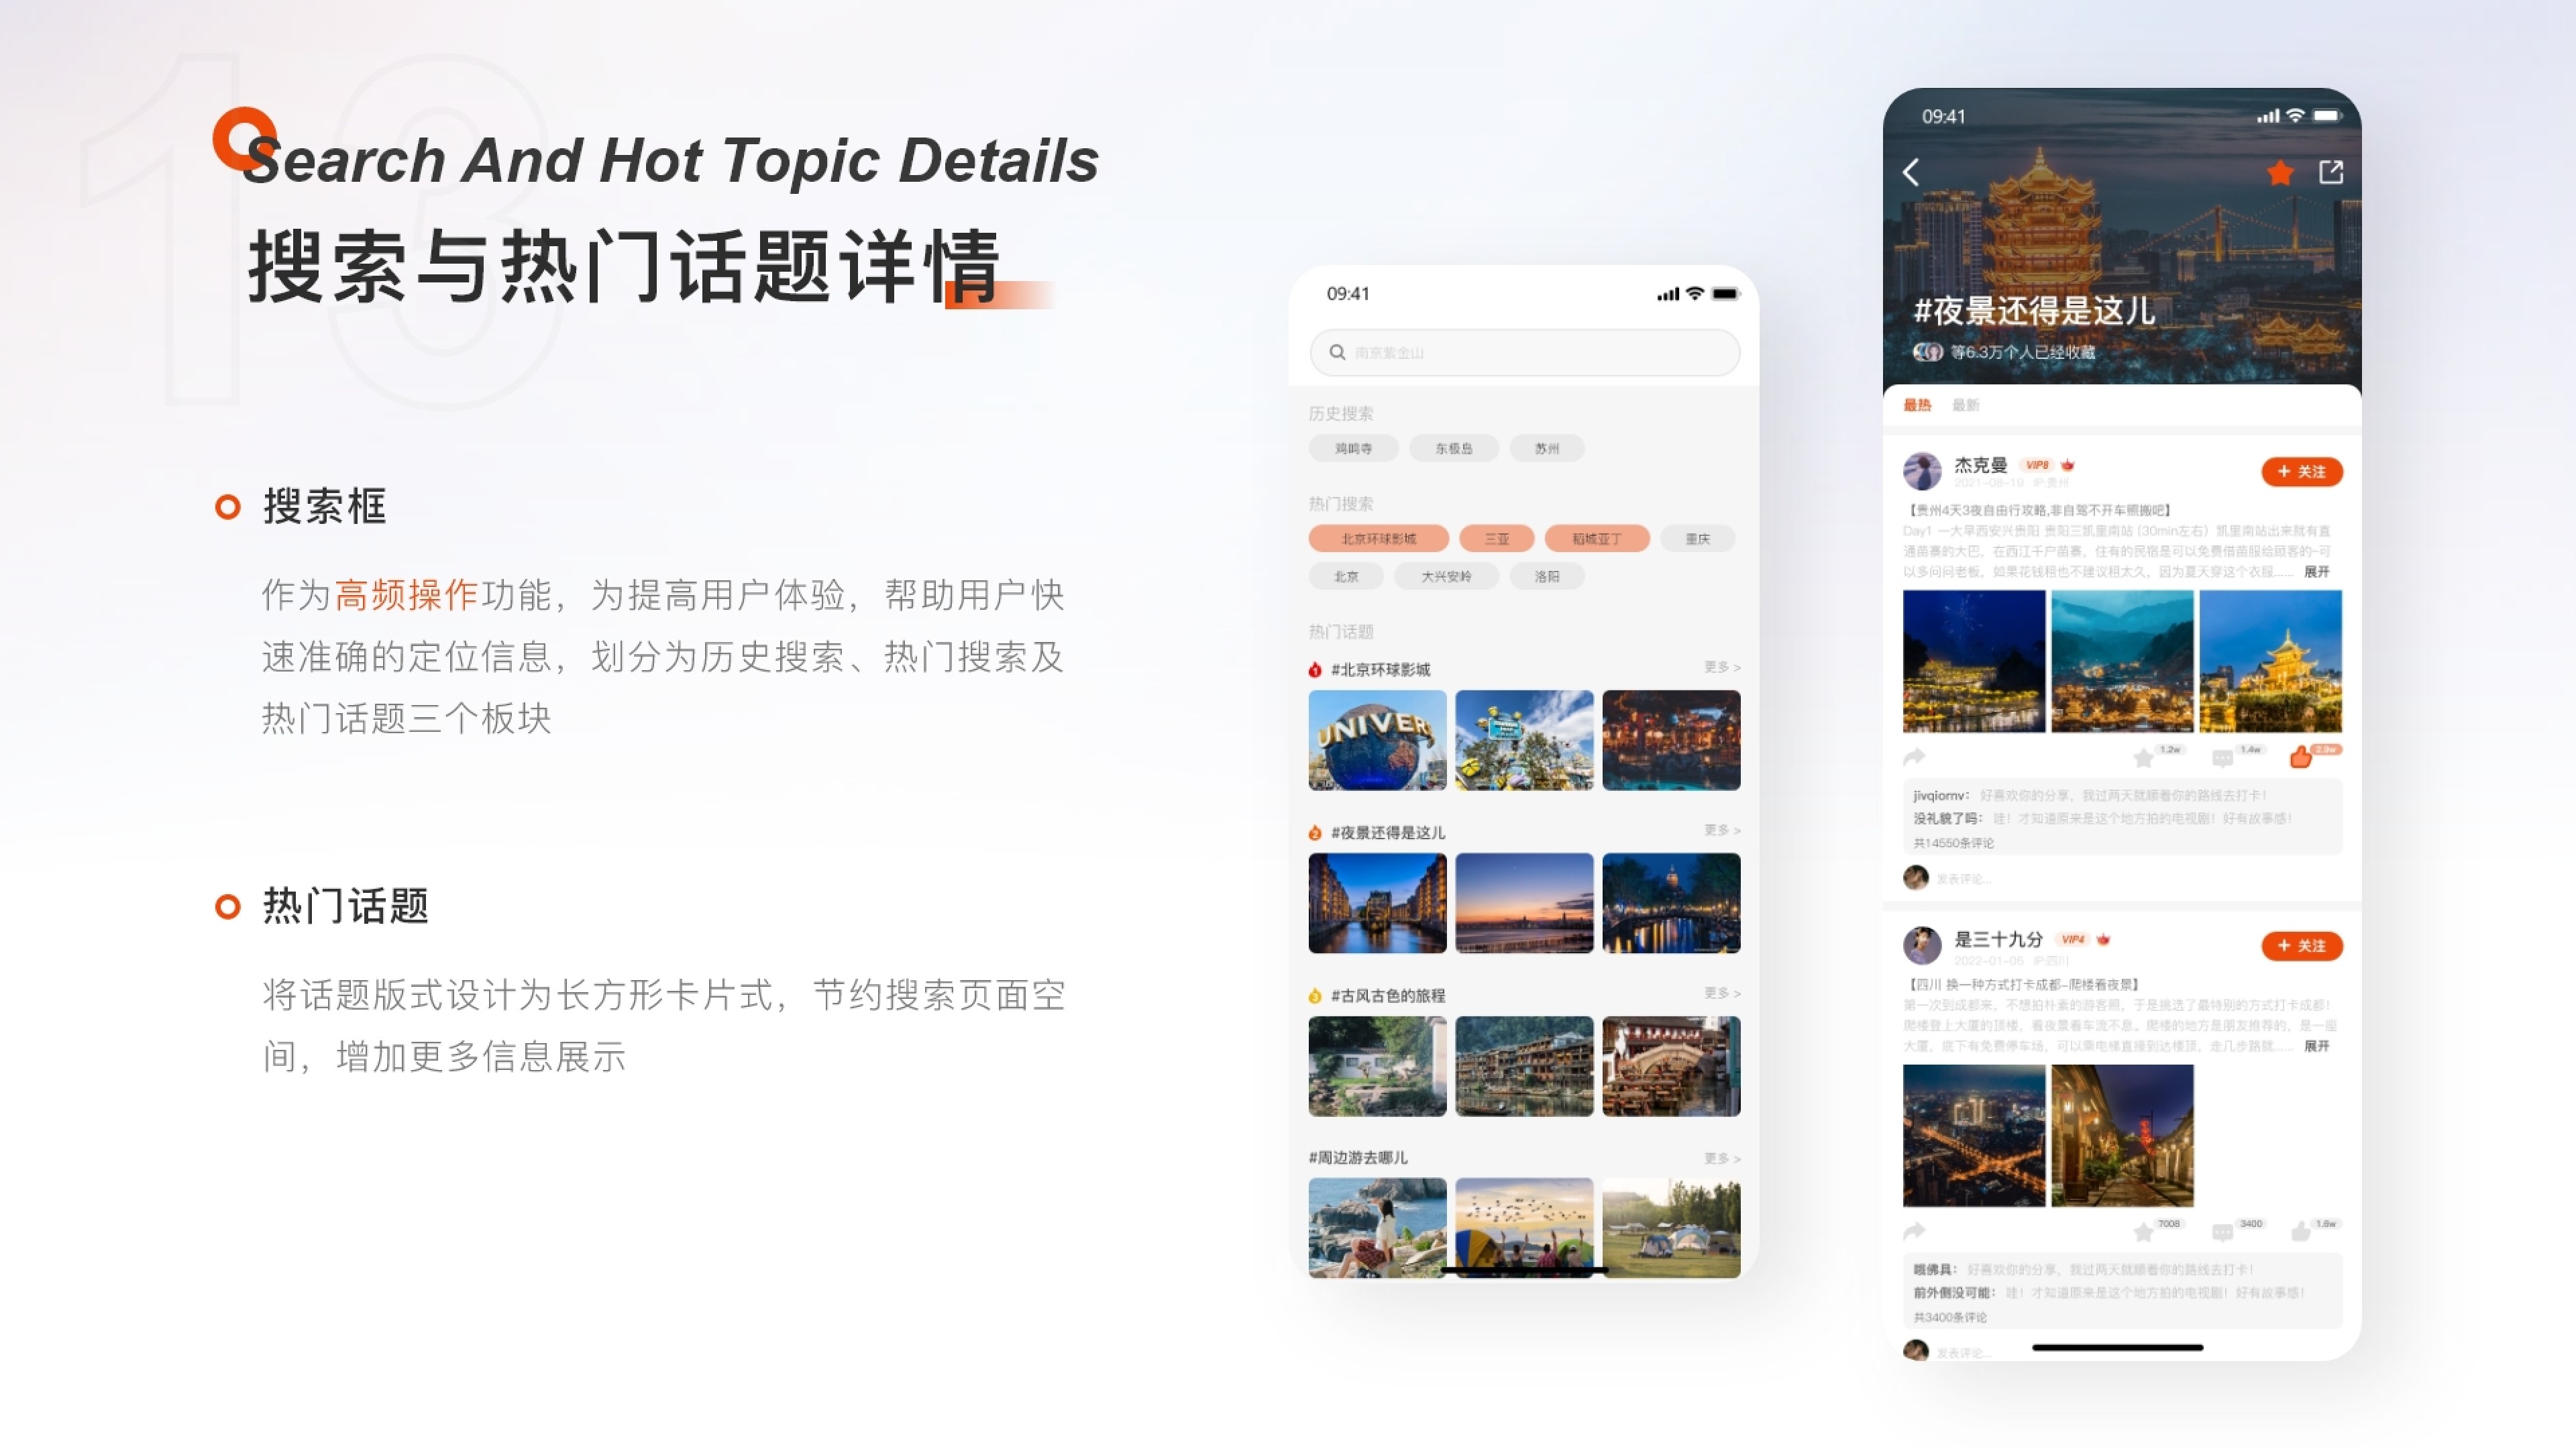 13
Search And Hot Topic Details
搜索与热门话题详情
搜索框
作为高频操作功能，为提高用户体验，帮助用户快
速准确的定位信息，划分为历史搜索、热门搜索及
热门话题三个板块
热门话题
将话题版式设计为长方形卡片式，节约搜索页面空
间，增加更多信息展示
09:41
南京紫金山
历史搜索
鸡鸣寺 东极岛 苏州
热门搜索
北京环球影城 三亚 稻城亚丁 重庆
北京 大兴安岭 洛阳
热门话题
1 #北京环球影城 更多 >
UNIVER
2 #夜景还得是这儿 更多 >
3 #古风古色的旅程 更多 >
#周边游去哪儿 更多 >
09:41
#夜景还得是这儿
等6.3万个人已经收藏
最热 最新
杰克曼 VIP8 + 关注
2021-08-19 IP:贵州
【贵州4天3夜自由行攻略,非自驾不开车照搬吧】
Day1 一大早西安兴贵阳 贵阳三凯里南站 (30min左右) 凯里南站出来就有直
通苗寨的大巴，在西江千户苗寨，住有的民宿是可以免费借苗服给顾客的-可
以多问问老板，如果花钱租也不建议租太久，因为夏天穿这个衣服...... 展开
1.2w 1.4w 2.9w
jivqiornv： 好喜欢你的分享，我过两天就顺着你的路线去打卡！
没礼貌了吗： 哇！才知道原来是这个地方拍的电视剧！好有故事感！
共14550条评论
发表评论...
是三十九分 VIP4 + 关注
2022-01-06 IP:四川
【四川 换一种方式打卡成都-爬楼看夜景】
第一次到成都来，不想拍朴素的游客照，于是挑选了最特别的方式打卡成都！
爬楼登上大厦的顶楼，看夜景看车流不息。爬楼的地方是朋友推荐的，是一座
大厦，底下有免费停车场，可以乘电梯直接到达楼顶，走几步路就...... 展开
7008 3400 1.6w
哦佛具： 好喜欢你的分享，我过两天就顺着你的路线去打卡！
前外侧没可能： 哇！才知道原来是这个地方拍的电视剧！好有故事感！
共3400条评论
发表评论...